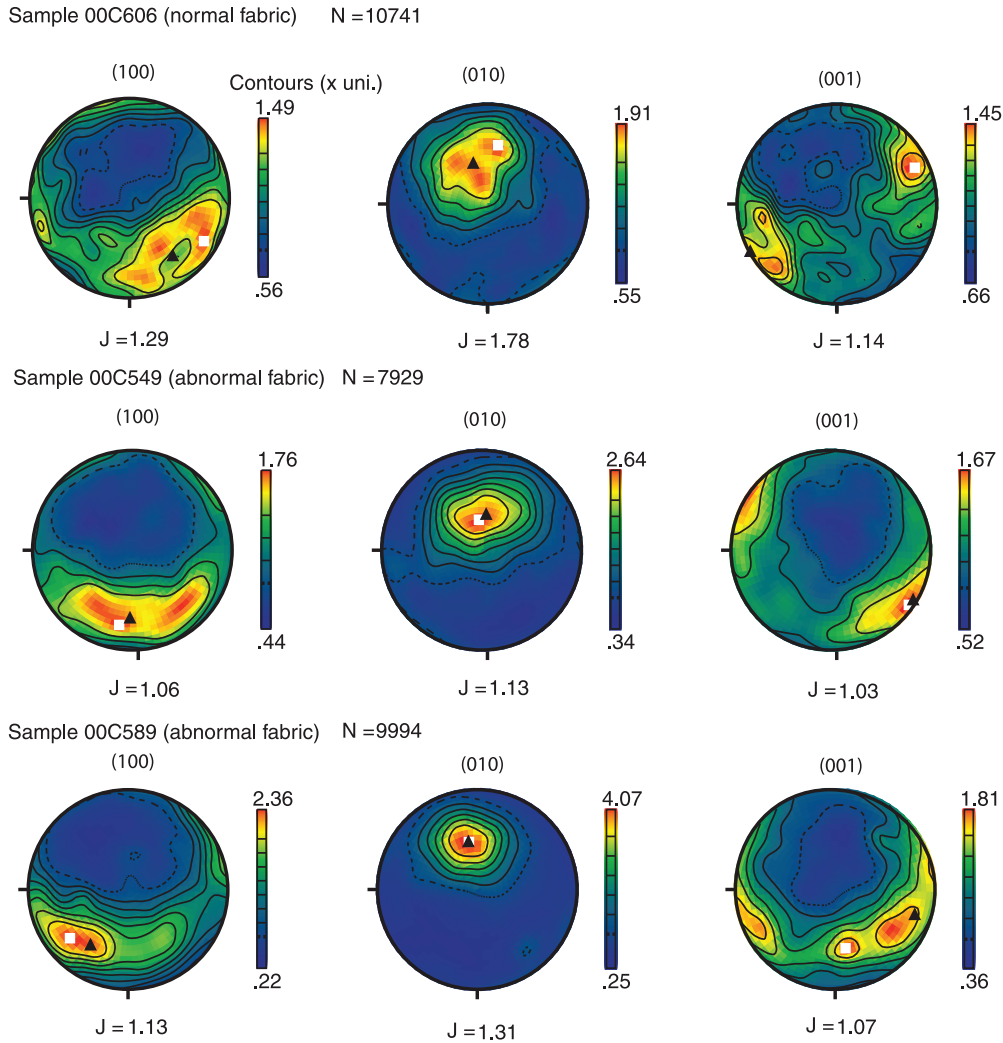 Sample 00C606 (normal fabric) N =10741
(100) (010) (001)
Contours (x uni.)
1.49 1.91 1.45
.56 .55 .66
J =1.29 J =1.78 J =1.14
Sample 00C549 (abnormal fabric) N =7929
(100) (010) (001)
1.76 2.64 1.67
.44 .34 .52
J =1.06 J =1.13 J =1.03
Sample 00C589 (abnormal fabric) N =9994
(100) (010) (001)
2.36 4.07 1.81
.22 .25 .36
J =1.13 J =1.31 J =1.07